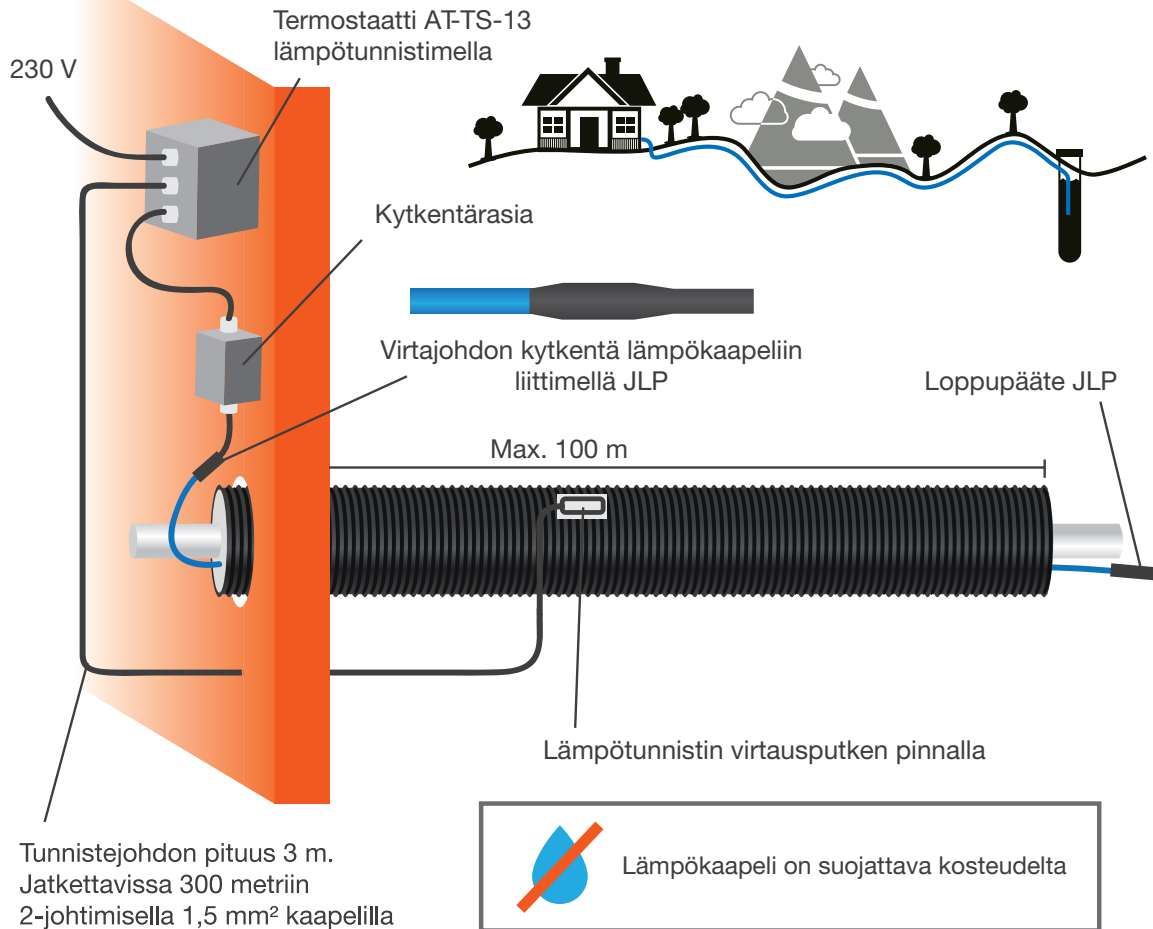 Termostaatti AT-TS-13
lämpötunnistimella
230 V
Kytkentärasia
Virtajohdon kytkentä lämpökaapeliin
liittimellä JLP
Loppupääte JLP
Max. 100 m
Lämpötunnistin virtausputken pinnalla
Tunnistejohdon pituus 3 m.
Jatkettavissa 300 metriin
2-johtimisella 1,5 mm² kaapelilla
Lämpökaapeli on suojattava kosteudelta